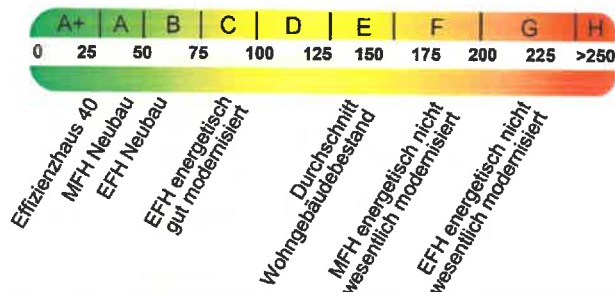 A+ A B C D E F G H
0 25 50 75 100 125 150 175 200 225 >250
Effizienzhaus 40
MFH Neubau
EFH Neubau
EFH energetisch
gut modernisiert
Durchschnitt
Wohngebäudebestand
MFH energetisch nicht
wesentlich modernisiert
EFH energetisch nicht
wesentlich modernisiert